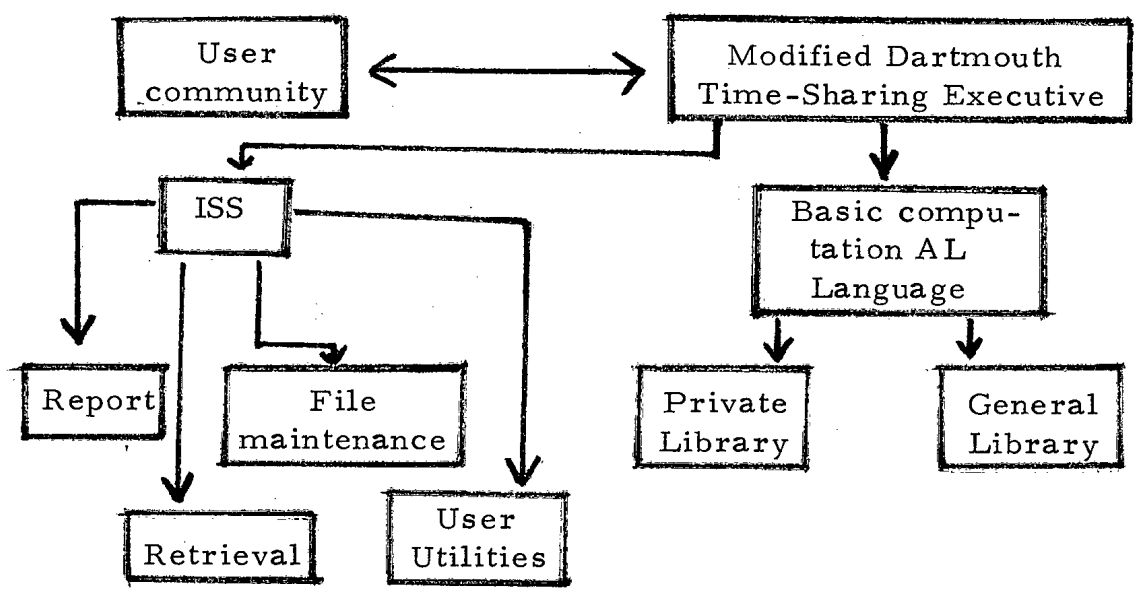 User
community
Modified Dartmouth
Time-Sharing Executive
ISS
Basic compu-
tation AL
Language
Report
File
maintenance
Private
Library
General
Library
Retrieval
User
Utilities